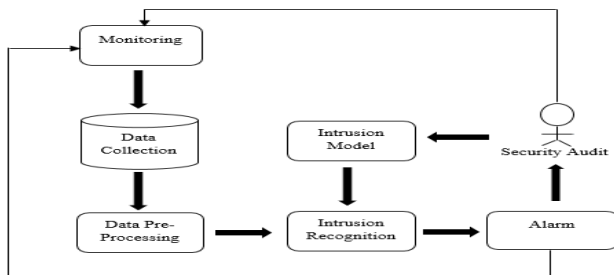 Monitoring
Data
Collection
Intrusion
Model
Security Audit
Data Pre-
Processing
Intrusion
Recognition
Alarm